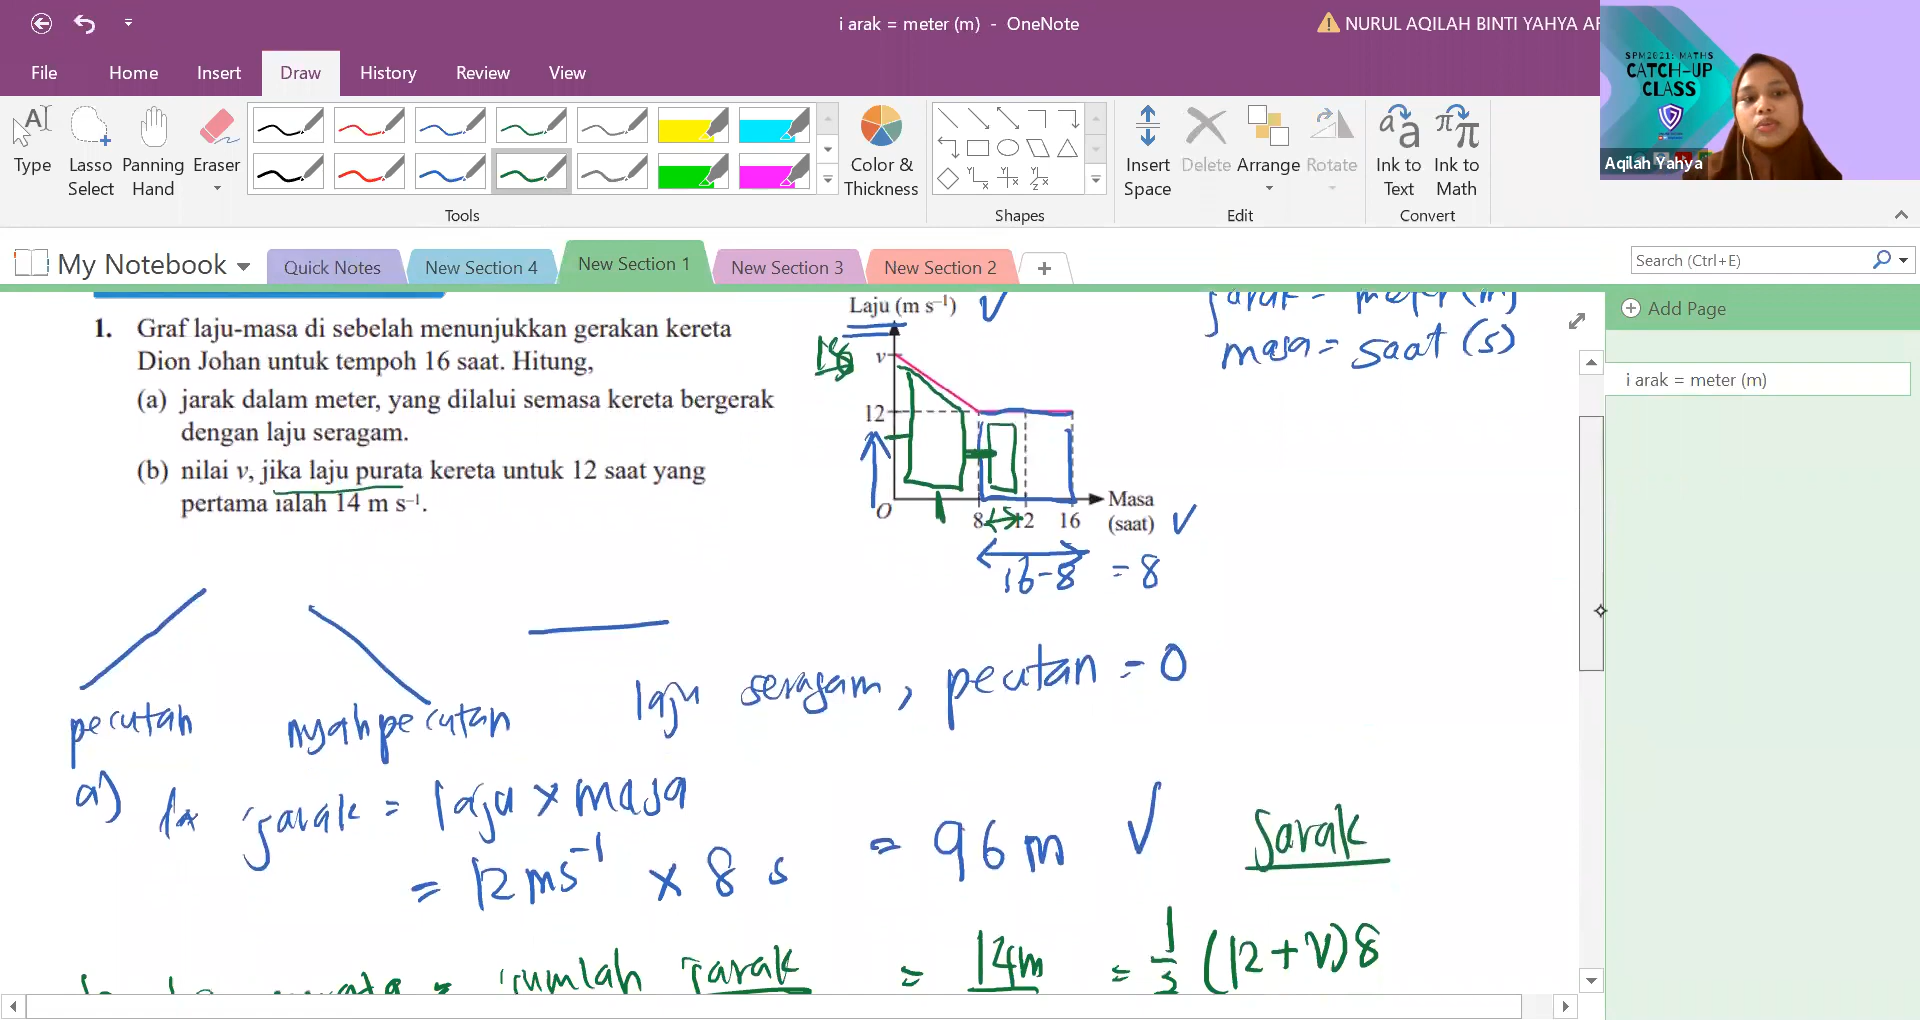 i arak = meter (m) - OneNote
NURUL AQILAH BINTI YAHYA AF
File Home Insert Draw History Review View
Type
Lasso Select
Panning Hand
Eraser
Color & Thickness
Insert Space
Delete
Arrange
Rotate
Ink to Text
Ink to Math
Tools
Shapes
Edit
Convert
SPM2021: MATHS
CATCH-UP
CLASS
Aqilah Yahya
My Notebook
Quick Notes
New Section 4
New Section 1
New Section 3
New Section 2
Search (Ctrl+E)
Add Page
i arak = meter (m)
jarak = meter (m)
masa = saat (s)
1. Graf laju-masa di sebelah menunjukkan gerakan kereta
Dion Johan untuk tempoh 16 saat. Hitung,
(a) jarak dalam meter, yang dilalui semasa kereta bergerak
dengan laju seragam.
(b) nilai v, jika laju purata kereta untuk 12 saat yang
pertama ialah 14 m s⁻¹.
Laju (m s⁻¹)
18
v
12
O
8 12 16
Masa
(saat)
16-8 = 8
pecutan
nyahpecutan
laju seragam, pecutan = 0
a) jarak = laju × masa
= 12 ms⁻¹ × 8 s = 96 m
Jarak
jumlah jarak = 14m = ½ (12+V)8